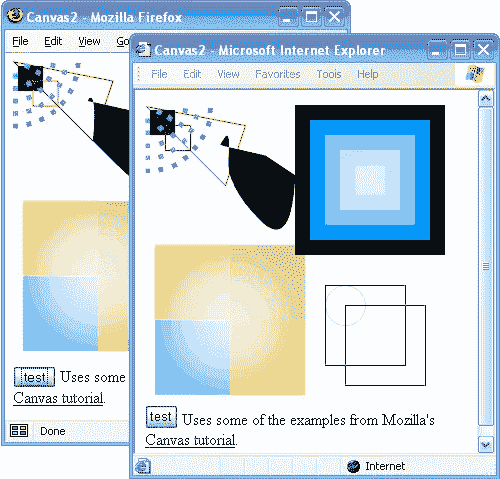 Canvas2 - Mozilla Firefox
File Edit View Go
test Uses some
Canvas tutorial.
Done
Canvas2 - Microsoft Internet Explorer
File Edit View Favorites Tools Help
test Uses some of the examples from Mozilla's
Canvas tutorial.
Internet